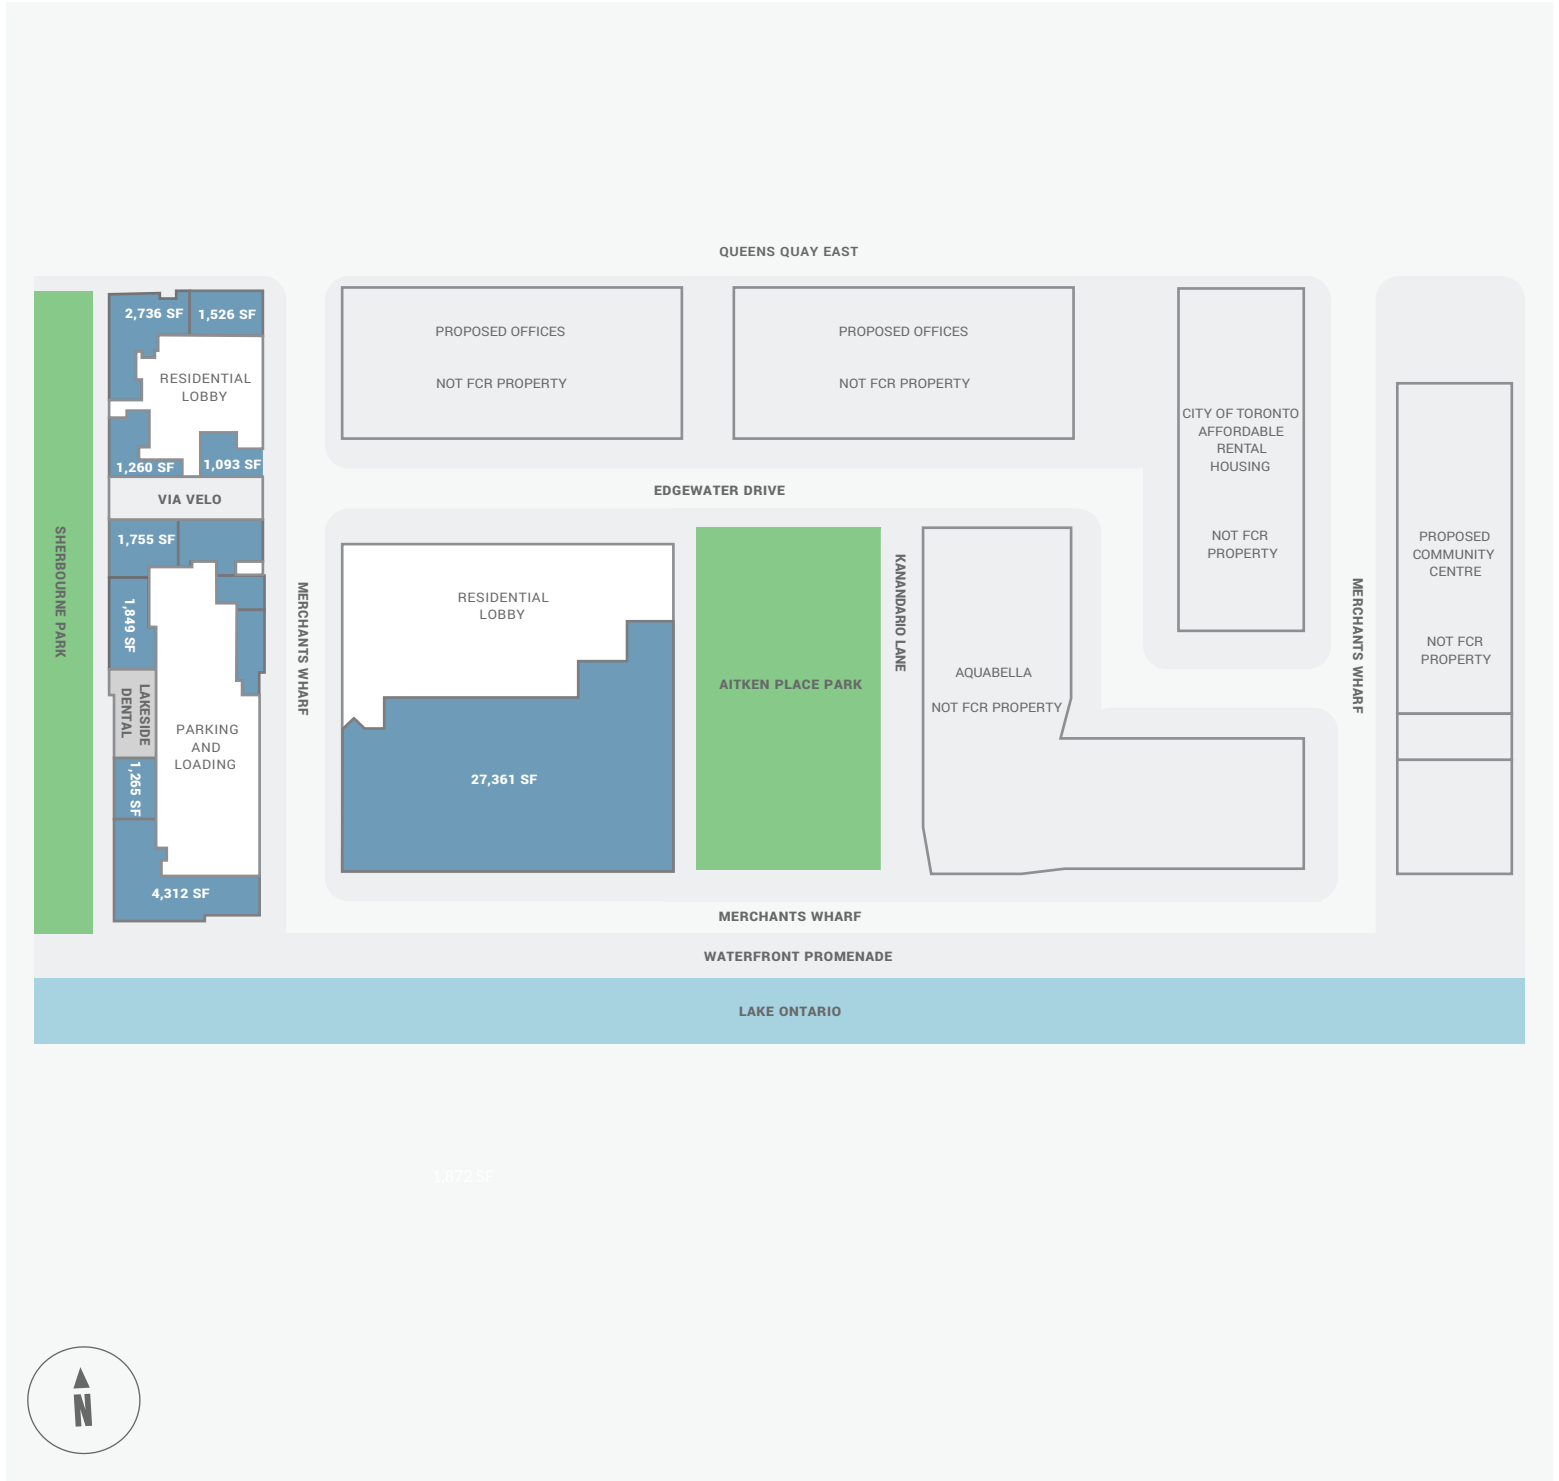 QUEENS QUAY EAST
2,736 SF
1,526 SF
RESIDENTIAL
LOBBY
1,260 SF
1,093 SF
VIA VELO
1,755 SF
1,849 SF
LAKESIDE
DENTAL
PARKING
AND
LOADING
1,265 SF
4,312 SF
SHERBOURNE PARK
MERCHANTS WHARF
PROPOSED OFFICES
NOT FCR PROPERTY
PROPOSED OFFICES
NOT FCR PROPERTY
CITY OF TORONTO
AFFORDABLE
RENTAL
HOUSING
NOT FCR
PROPERTY
EDGEWATER DRIVE
RESIDENTIAL
LOBBY
27,361 SF
AITKEN PLACE PARK
KANANDARIO LANE
AQUABELLA
NOT FCR PROPERTY
MERCHANTS WHARF
PROPOSED
COMMUNITY
CENTRE
NOT FCR
PROPERTY
MERCHANTS WHARF
WATERFRONT PROMENADE
LAKE ONTARIO
1,872 SF
N